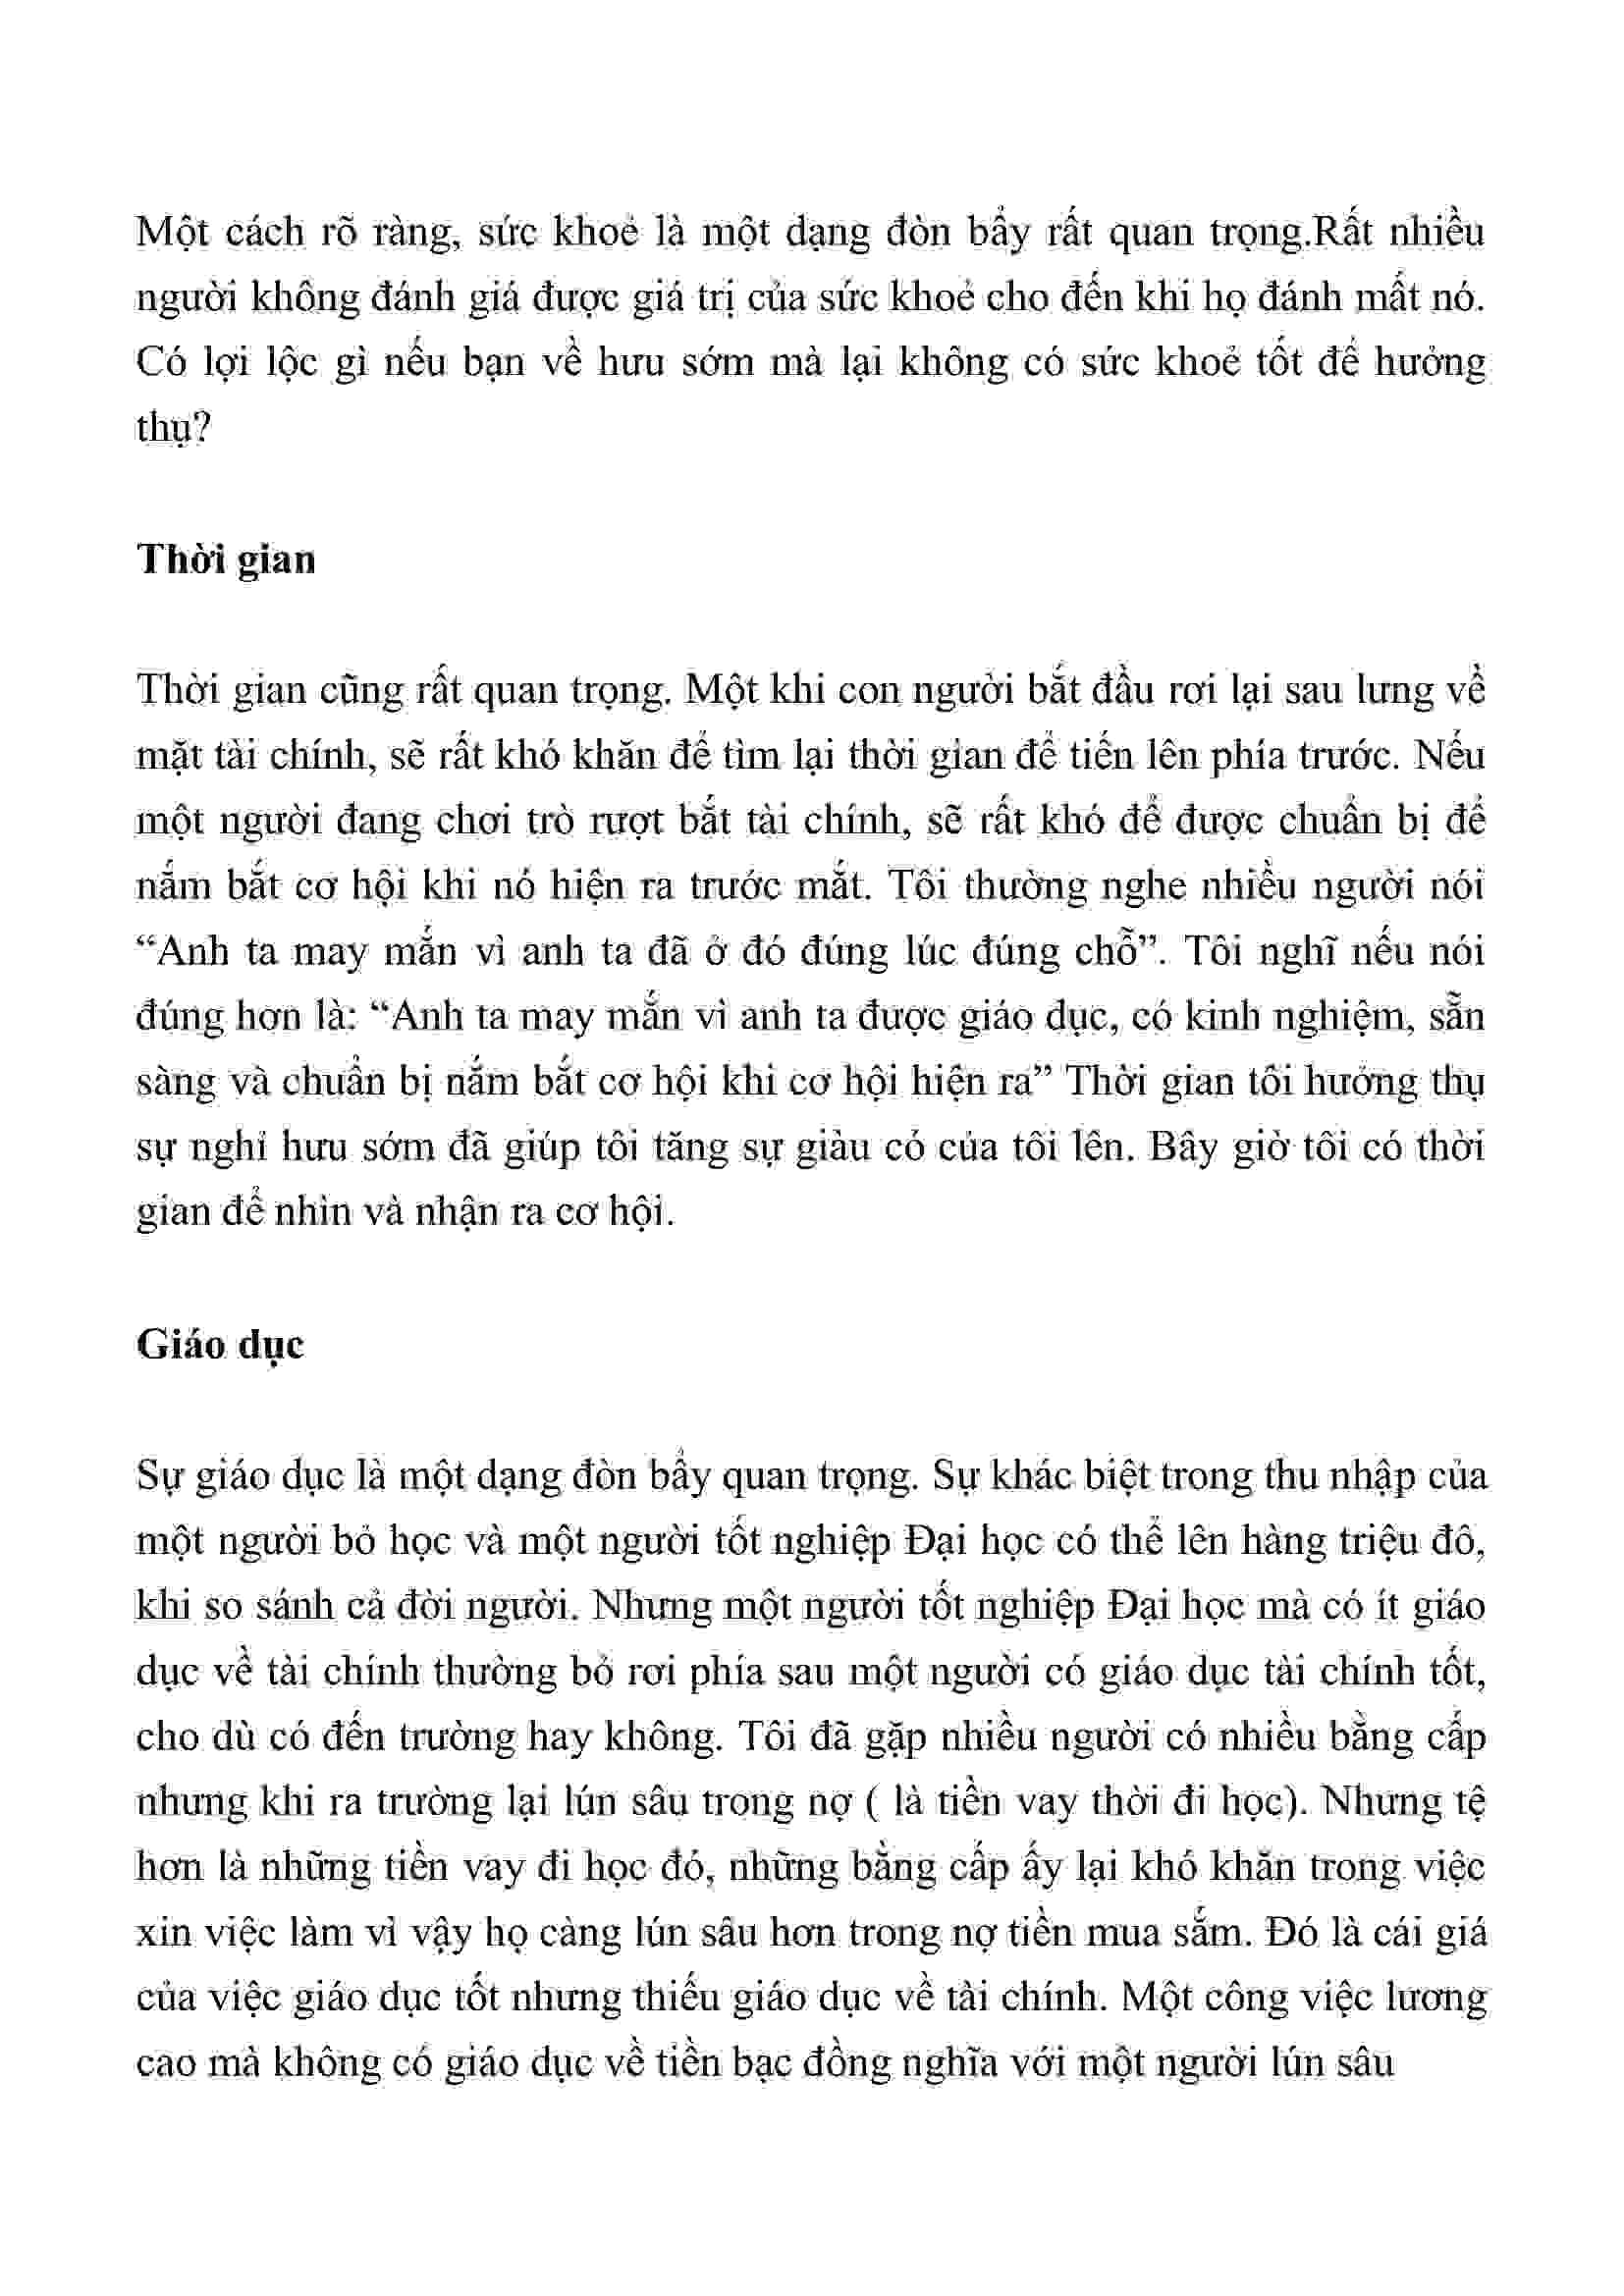 Một cách rõ ràng, sức khoẻ là một dạng đòn bẩy rất quan trọng.Rất nhiều
người không đánh giá được giá trị của sức khoẻ cho đến khi họ đánh mất nó.
Có lợi lộc gì nếu bạn về hưu sớm mà lại không có sức khoẻ tốt để hưởng
thụ?
Thời gian
Thời gian cũng rất quan trọng. Một khi con người bắt đầu rơi lại sau lưng về
mặt tài chính, sẽ rất khó khăn để tìm lại thời gian để tiến lên phía trước. Nếu
một người đang chơi trò rượt bắt tài chính, sẽ rất khó để được chuẩn bị để
nắm bắt cơ hội khi nó hiện ra trước mắt. Tôi thường nghe nhiều người nói
“Anh ta may mắn vì anh ta đã ở đó đúng lúc đúng chỗ”. Tôi nghĩ nếu nói
đúng hơn là: “Anh ta may mắn vì anh ta được giáo dục, có kinh nghiệm, sẵn
sàng và chuẩn bị nắm bắt cơ hội khi cơ hội hiện ra” Thời gian tôi hưởng thụ
sự nghỉ hưu sớm đã giúp tôi tăng sự giàu có của tôi lên. Bây giờ tôi có thời
gian để nhìn và nhận ra cơ hội.
Giáo dục
Sự giáo dục là một dạng đòn bẩy quan trọng. Sự khác biệt trong thu nhập của
một người bỏ học và một người tốt nghiệp Đại học có thể lên hàng triệu đô,
khi so sánh cả đời người. Nhưng một người tốt nghiệp Đại học mà có ít giáo
dục về tài chính thường bỏ rơi phía sau một người có giáo dục tài chính tốt,
cho dù có đến trường hay không. Tôi đã gặp nhiều người có nhiều bằng cấp
nhưng khi ra trường lại lún sâu trong nợ ( là tiền vay thời đi học). Nhưng tệ
hơn là những tiền vay đi học đó, những bằng cấp ấy lại khó khăn trong việc
xin việc làm vì vậy họ càng lún sâu hơn trong nợ tiền mua sắm. Đó là cái giá
của việc giáo dục tốt nhưng thiếu giáo dục về tài chính. Một công việc lương
cao mà không có giáo dục về tiền bạc đồng nghĩa với một người lún sâu